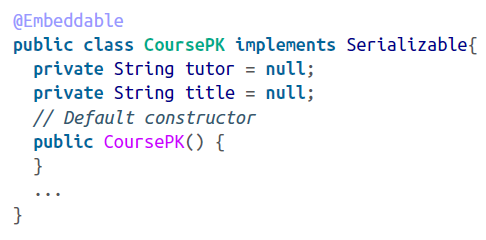 @Embeddable
public class CoursePK implements Serializable{
  private String tutor = null;
  private String title = null;
  // Default constructor
  public CoursePK() {
  }
  ...
}